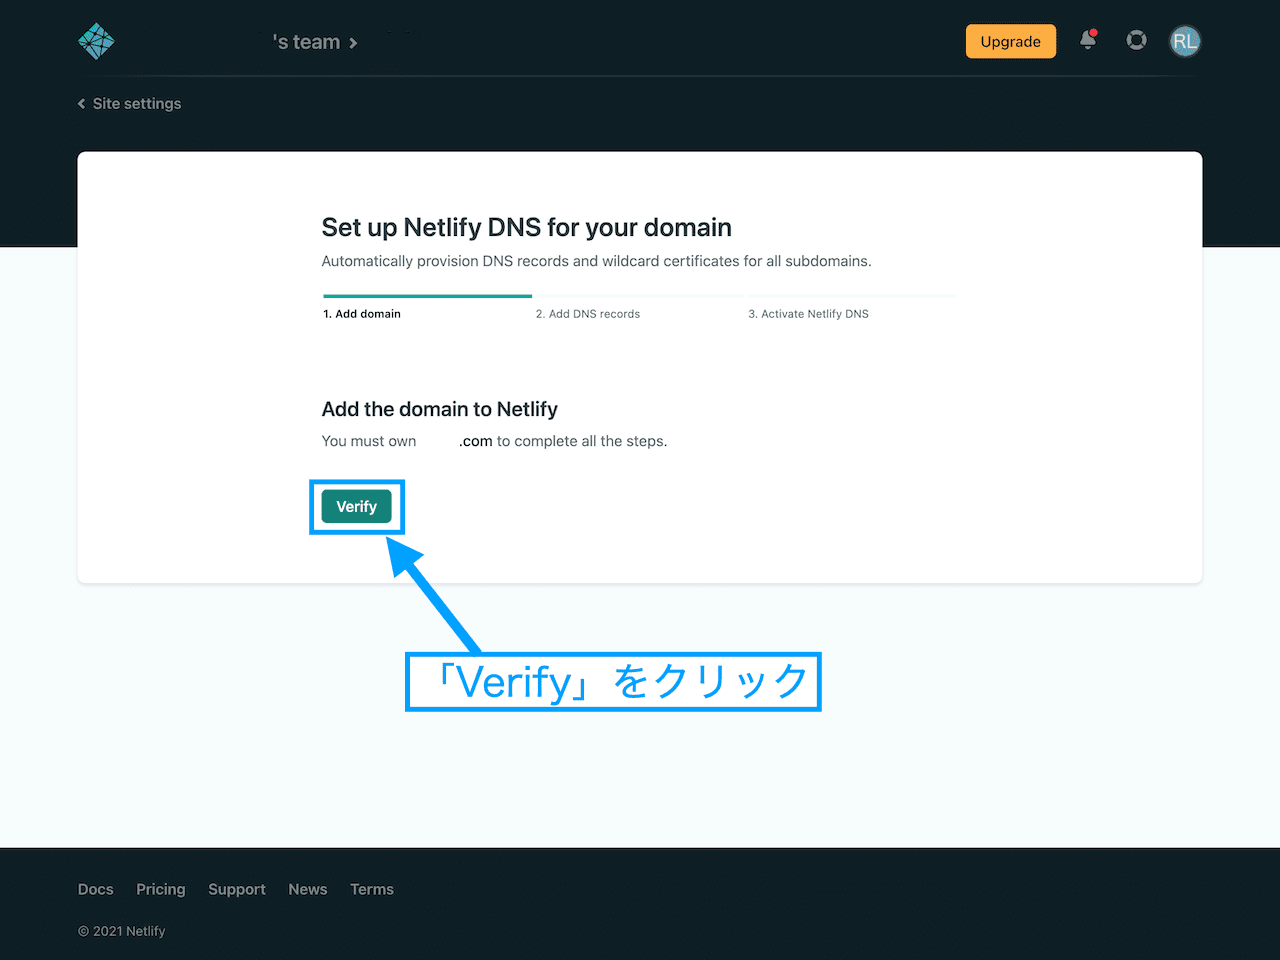 's team
Upgrade
RL
Site settings
Set up Netlify DNS for your domain
Automatically provision DNS records and wildcard certificates for all subdomains.
1. Add domain
2. Add DNS records
3. Activate Netlify DNS
Add the domain to Netlify
You must own .com to complete all the steps.
Verify
「Verify」をクリック
Docs Pricing Support News Terms
© 2021 Netlify